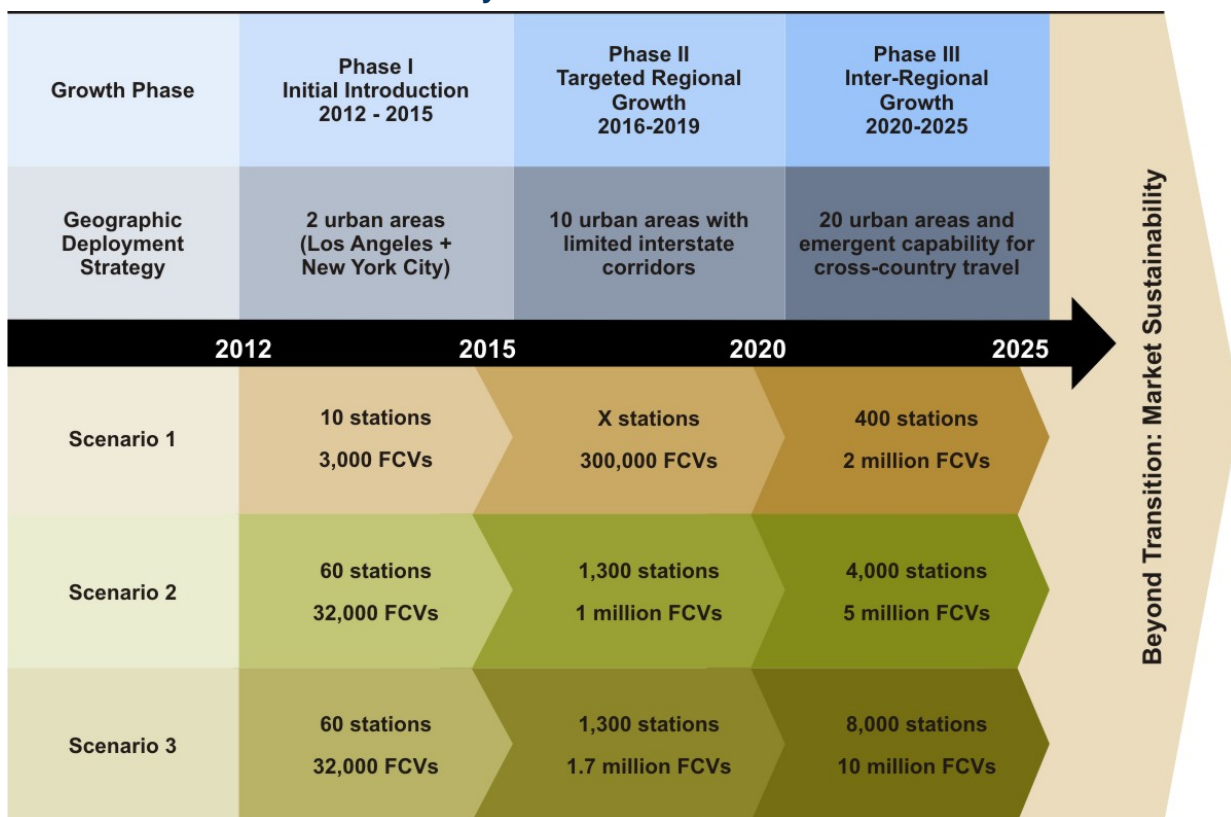 Growth Phase
Phase I
Initial Introduction
2012 - 2015
Phase II
Targeted Regional
Growth
2016-2019
Phase III
Inter-Regional
Growth
2020-2025
Geographic
Deployment
Strategy
2 urban areas
(Los Angeles +
New York City)
10 urban areas with
limited interstate
corridors
20 urban areas and
emergent capability for
cross-country travel
2012
2015
2020
2025
Scenario 1
10 stations
3,000 FCVs
X stations
300,000 FCVs
400 stations
2 million FCVs
Scenario 2
60 stations
32,000 FCVs
1,300 stations
1 million FCVs
4,000 stations
5 million FCVs
Scenario 3
60 stations
32,000 FCVs
1,300 stations
1.7 million FCVs
8,000 stations
10 million FCVs
Beyond Transition: Market Sustainability